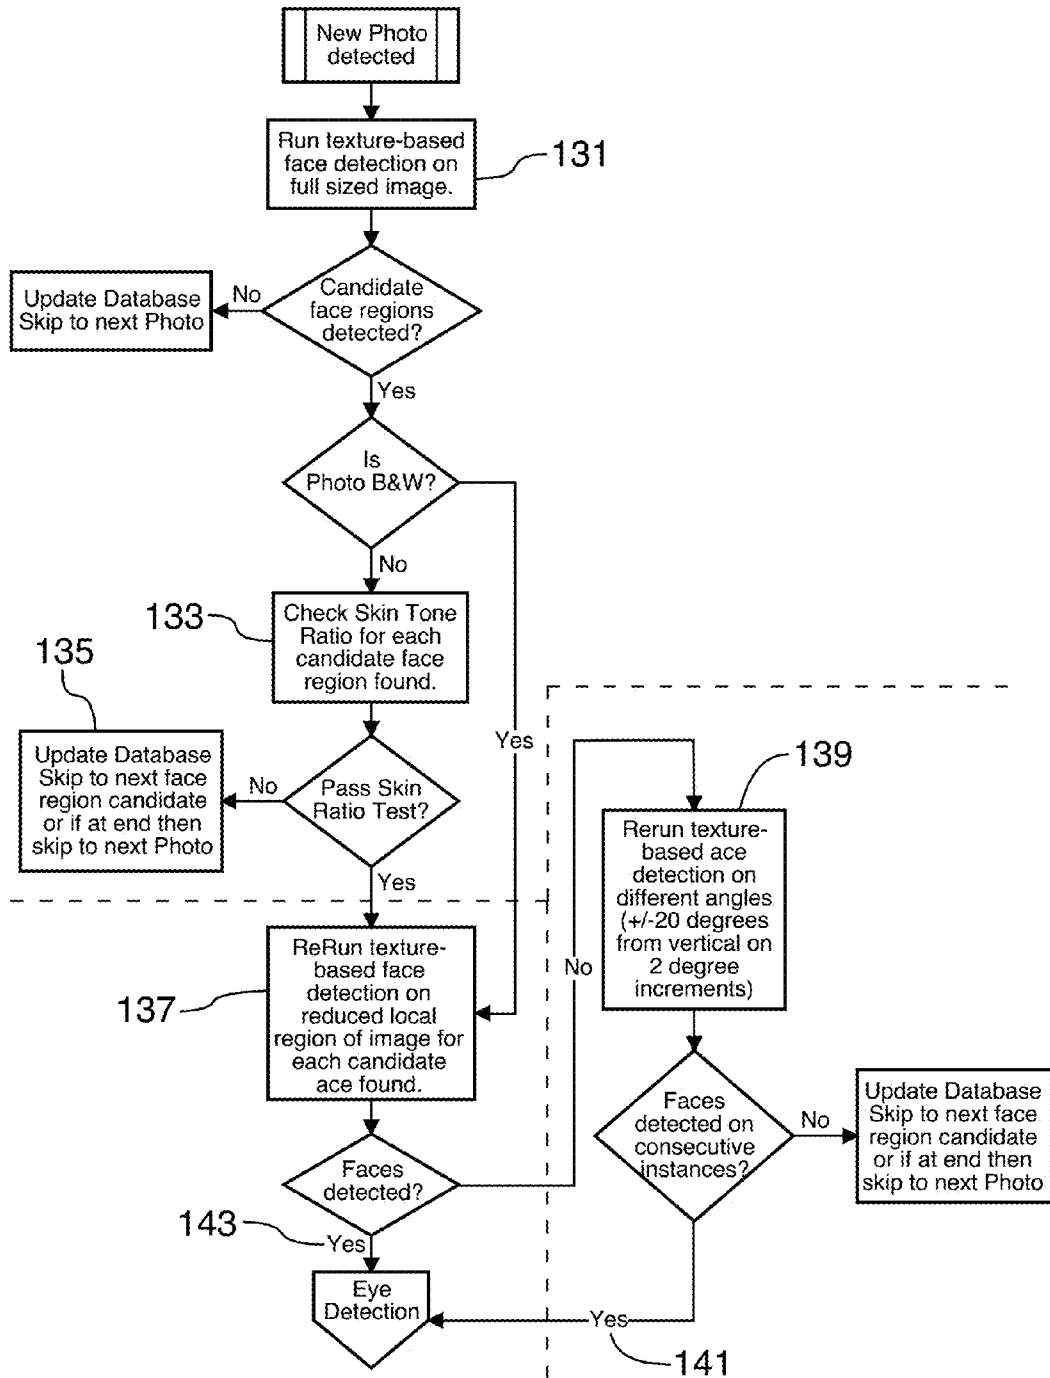 New Photo
detected
Run texture-based
face detection on
full sized image.
131
Candidate
face regions
detected?
No
Update Database
Skip to next Photo
Yes
Is
Photo B&W?
No
133
Check Skin Tone
Ratio for each
candidate face
region found.
135
Update Database
Skip to next face
region candidate
or if at end then
skip to next Photo
No
Pass Skin
Ratio Test?
Yes
Yes
137
ReRun texture-
based face
detection on
reduced local
region of image for
each candidate
ace found.
Faces
detected?
No
139
Rerun texture-
based ace
detection on
different angles
(+/-20 degrees
from vertical on
2 degree
increments)
Faces
detected on
consecutive
instances?
No
Update Database
Skip to next face
region candidate
or if at end then
skip to next Photo
143
Yes
Eye
Detection
Yes
141